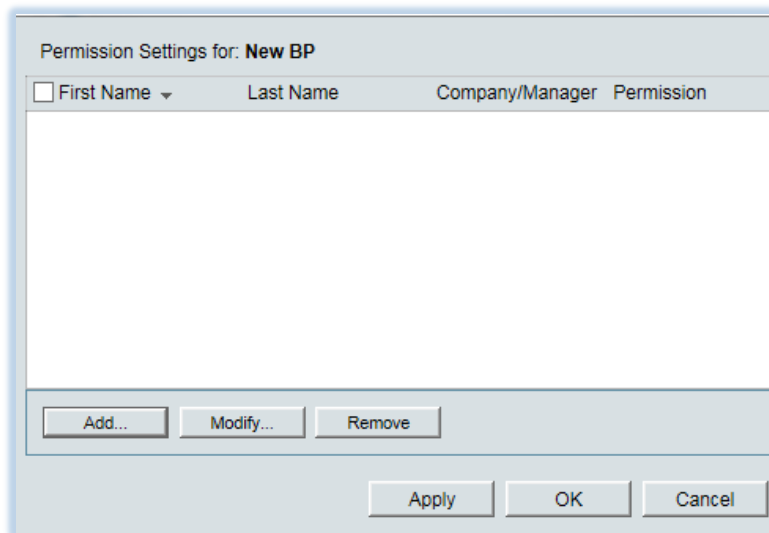 Permission Settings for: New BP
First Name Last Name Company/Manager Permission
Add... Modify... Remove
Apply OK Cancel